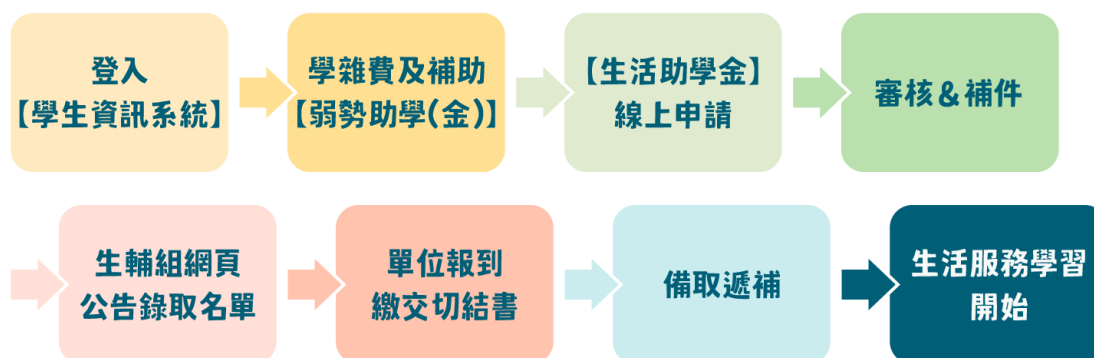 登入
【學生資訊系統】
學雜費及補助
【弱勢助學(金)】
【生活助學金】
線上申請
審核&補件
生輔組網頁
公告錄取名單
單位報到
繳交切結書
備取遞補
生活服務學習
開始